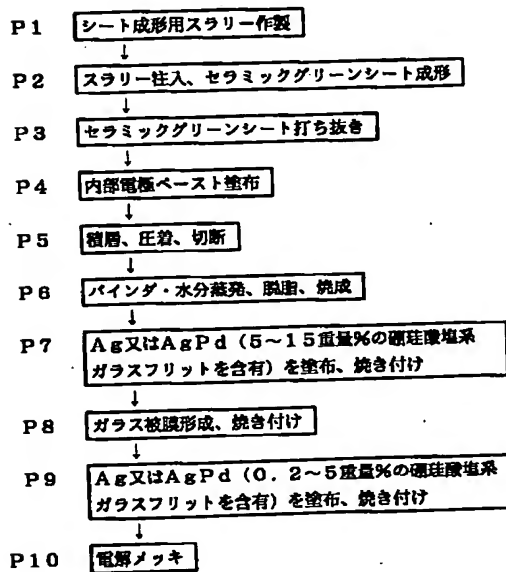 P1 シート成形用スラリー作製
↓
P2 スラリー注入、セラミックグリーンシート成形
↓
P3 セラミックグリーンシート打ち抜き
↓
P4 内部電極ペースト塗布
↓
P5 積層、圧着、切断
↓
P6 バインダ・水分蒸発、脱脂、焼成
↓
P7 Ag又はAgPd（5～15重量％の硼珪酸塩系
ガラスフリットを含有）を塗布、焼き付け
↓
P8 ガラス被膜形成、焼き付け
↓
P9 Ag又はAgPd（0．2～5重量％の硼珪酸塩系
ガラスフリットを含有）を塗布、焼き付け
↓
P10 電解メッキ